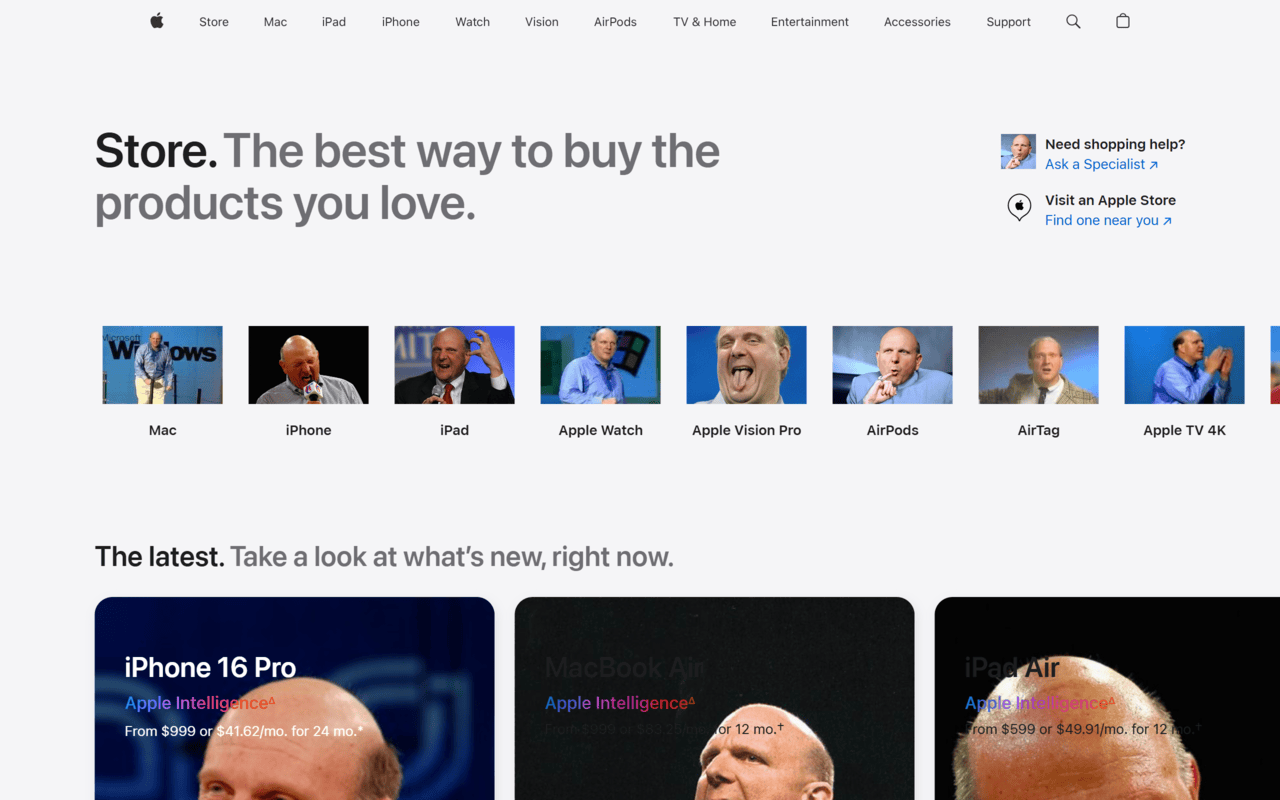 Store
Mac
iPad
iPhone
Watch
Vision
AirPods
TV & Home
Entertainment
Accessories
Support
Store. The best way to buy the
products you love.
Need shopping help?
Ask a Specialist ↗
Visit an Apple Store
Find one near you ↗
Microsoft
Windows
Mac
iPhone
iPad
Apple Watch
Apple Vision Pro
AirPods
AirTag
Apple TV 4K
The latest. Take a look at what’s new, right now.
iPhone 16 Pro
Apple Intelligence∆
From $999 or $41.62/mo. for 24 mo.*
MacBook Air
Apple Intelligence∆
From $999 or $83.25/mo. for 12 mo.†
iPad Air
Apple Intelligence∆
From $599 or $49.91/mo. for 12 mo.†